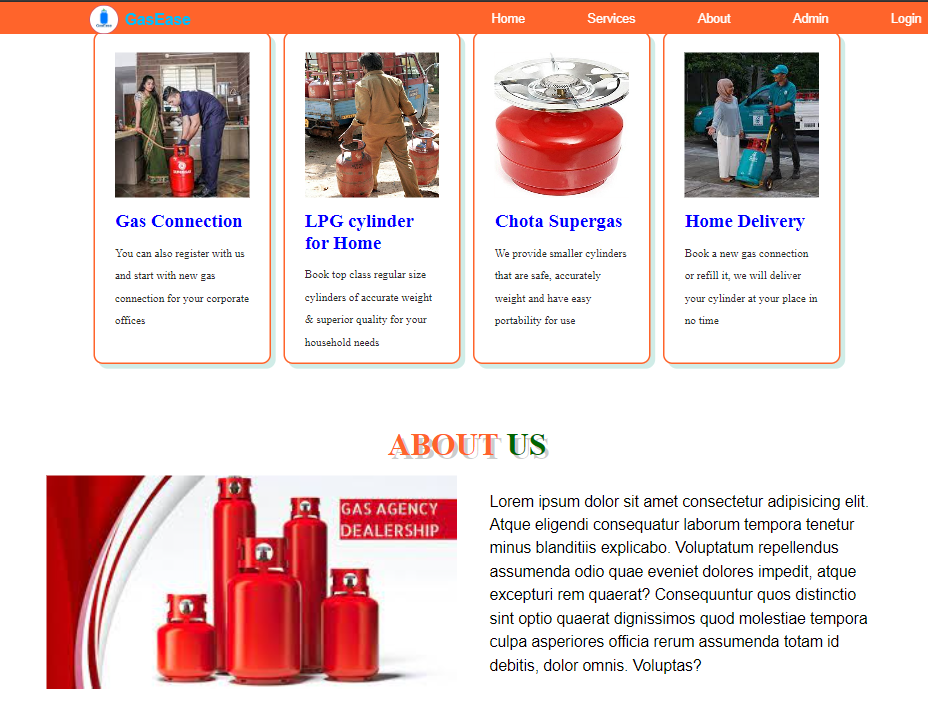 GasEase
Home Services About Admin Login
Gas Connection
You can also register with us
and start with new gas
connection for your corporate
offices
LPG cylinder
for Home
Book top class regular size
cylinders of accurate weight
& superior quality for your
household needs
Chota Supergas
We provide smaller cylinders
that are safe, accurately
weight and have easy
portability for use
Home Delivery
Book a new gas connection
or refill it, we will deliver
your cylinder at your place in
no time
ABOUT US
GAS AGENCY
DEALERSHIP
Lorem ipsum dolor sit amet consectetur adipisicing elit.
Atque eligendi consequatur laborum tempora tenetur
minus blanditiis explicabo. Voluptatum repellendus
assumenda odio quae eveniet dolores impedit, atque
excepturi rem quaerat? Consequuntur quos distinctio
sint optio quaerat dignissimos quod molestiae tempora
culpa asperiores officia rerum assumenda totam id
debitis, dolor omnis. Voluptas?